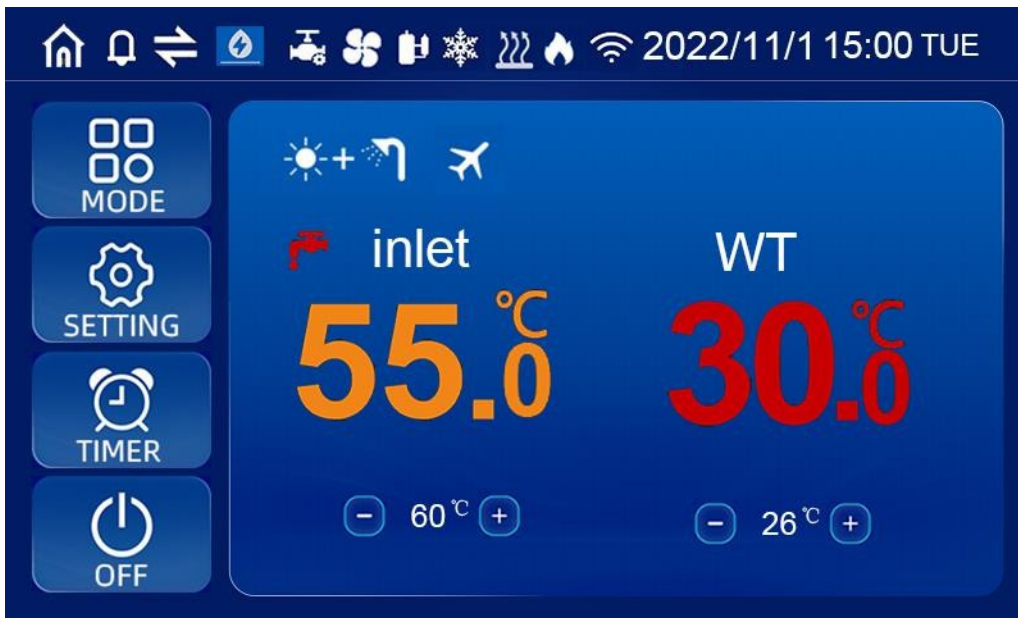 2022/11/1 15:00 TUE
MODE
SETTING
TIMER
OFF
inlet WT
55.0℃ 30.0℃
- 60℃ + - 26℃ +